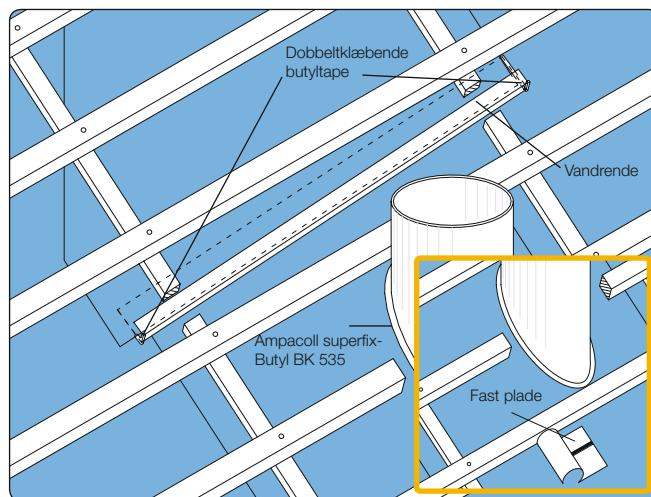 Dobbeltklæbende
butyltape
Vandrende
Ampacoll superfix-
Butyl BK 535
Fast plade